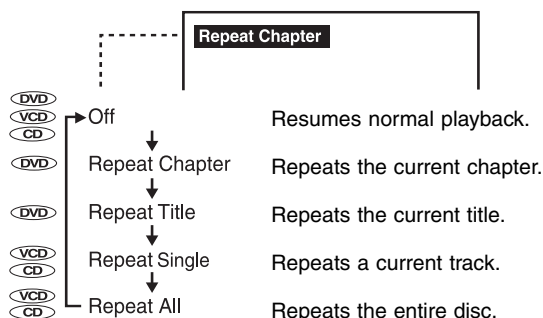 Repeat Chapter
DVD
VCD
CD
Off Resumes normal playback.
DVD Repeat Chapter Repeats the current chapter.
DVD Repeat Title Repeats the current title.
VCD
CD
Repeat Single Repeats a current track.
VCD
CD
Repeat All Repeats the entire disc.